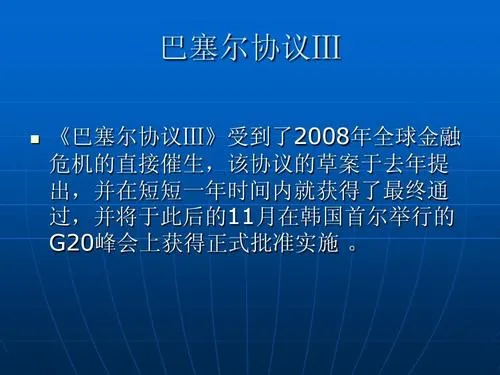 巴塞尔协议Ⅲ
《巴塞尔协议Ⅲ》受到了2008年全球金融
危机的直接催生，该协议的草案于去年提
出，并在短短一年时间内就获得了最终通
过，并将于此后的11月在韩国首尔举行的
G20峰会上获得正式批准实施 。